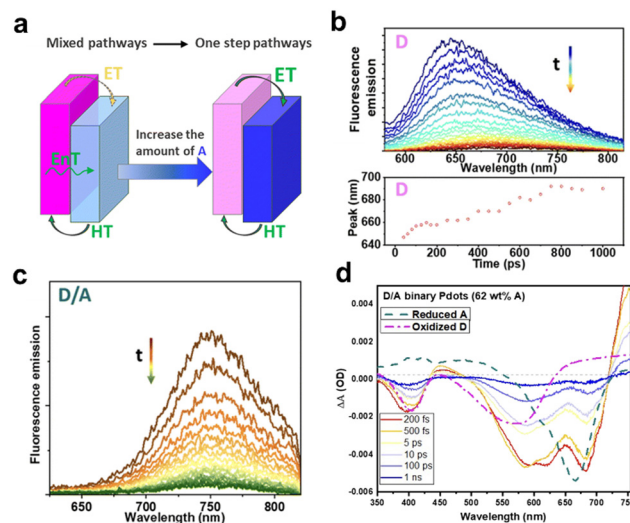 a
Mixed pathways
One step pathways
ET
ET
EnT
Increase the
amount of A
HT
HT
b
D
t
Fluorescence
emission
600 650 700 750 800
Wavelength (nm)
D
Peak (nm)
700
680
660
640
0 200 400 600 800 1000
Time (ps)
c
D/A
t
Fluorescence emission
650 700 750 800
Wavelength (nm)
d
D/A binary Pdots (62 wt% A)
Reduced A
Oxidized D
ΔA (OD)
0.004
0.002
0.000
-0.002
-0.004
-0.006
200 fs
500 fs
5 ps
10 ps
100 ps
1 ns
350 400 450 500 550 600 650 700 750
Wavelength (nm)